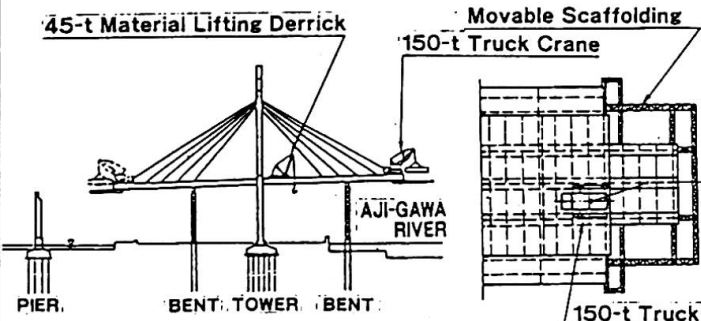 45-t Material Lifting Derrick
150-t Truck Crane
Movable Scaffolding
AJI-GAWA
RIVER
PIER
BENT
TOWER
BENT
150-t Truck